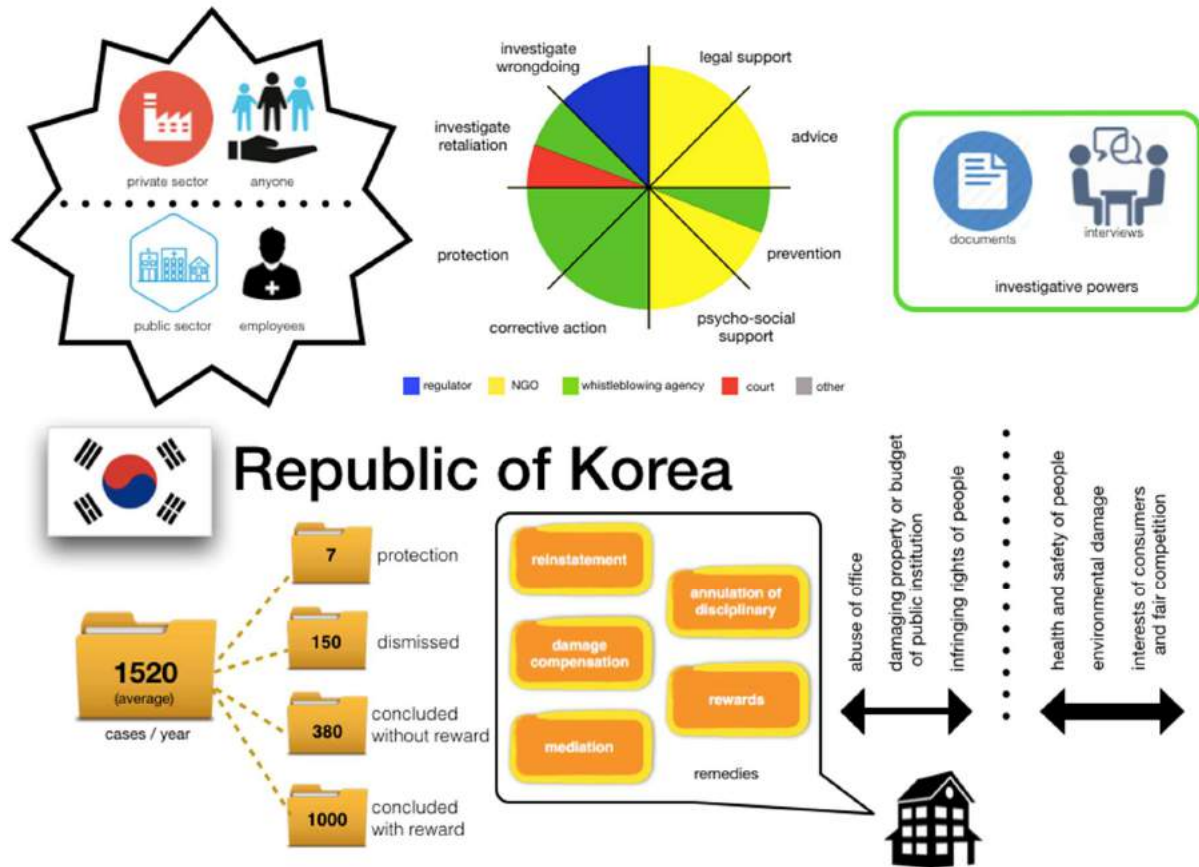 private sector
anyone
public sector
employees
investigate
wrongdoing
legal support
investigate
retaliation
advice
protection
prevention
corrective action
psycho-social
support
regulator
NGO
whistleblowing agency
court
other
documents
interviews
investigative powers
Republic of Korea
1520
(average)
cases / year
7
protection
150
dismissed
380
concluded
without reward
1000
concluded
with reward
reinstatement
annulation of
disciplinary
damage
compensation
rewards
mediation
remedies
abuse of office
damaging property or budget
of public institution
infringing rights of people
health and safety of people
environmental damage
interests of consumers
and fair competition